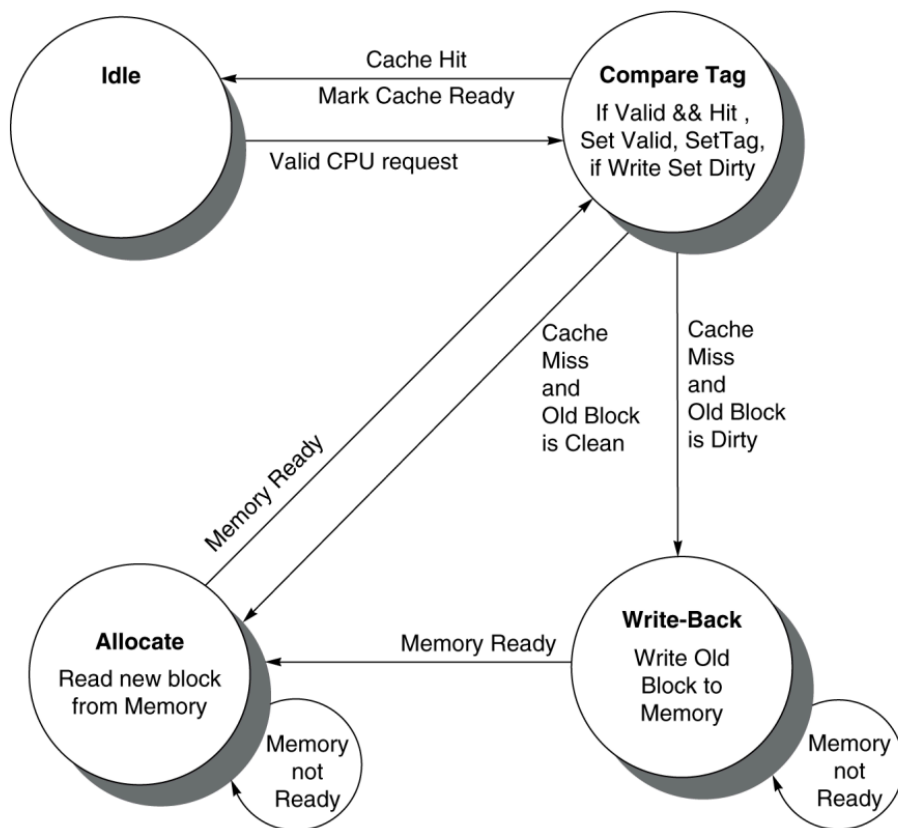 Idle
Cache Hit
Mark Cache Ready
Valid CPU request
Compare Tag
If Valid && Hit ,
Set Valid, SetTag,
if Write Set Dirty
Cache
Miss
and
Old Block
is Clean
Cache
Miss
and
Old Block
is Dirty
Memory Ready
Allocate
Read new block
from Memory
Memory
not
Ready
Memory Ready
Write-Back
Write Old
Block to
Memory
Memory
not
Ready